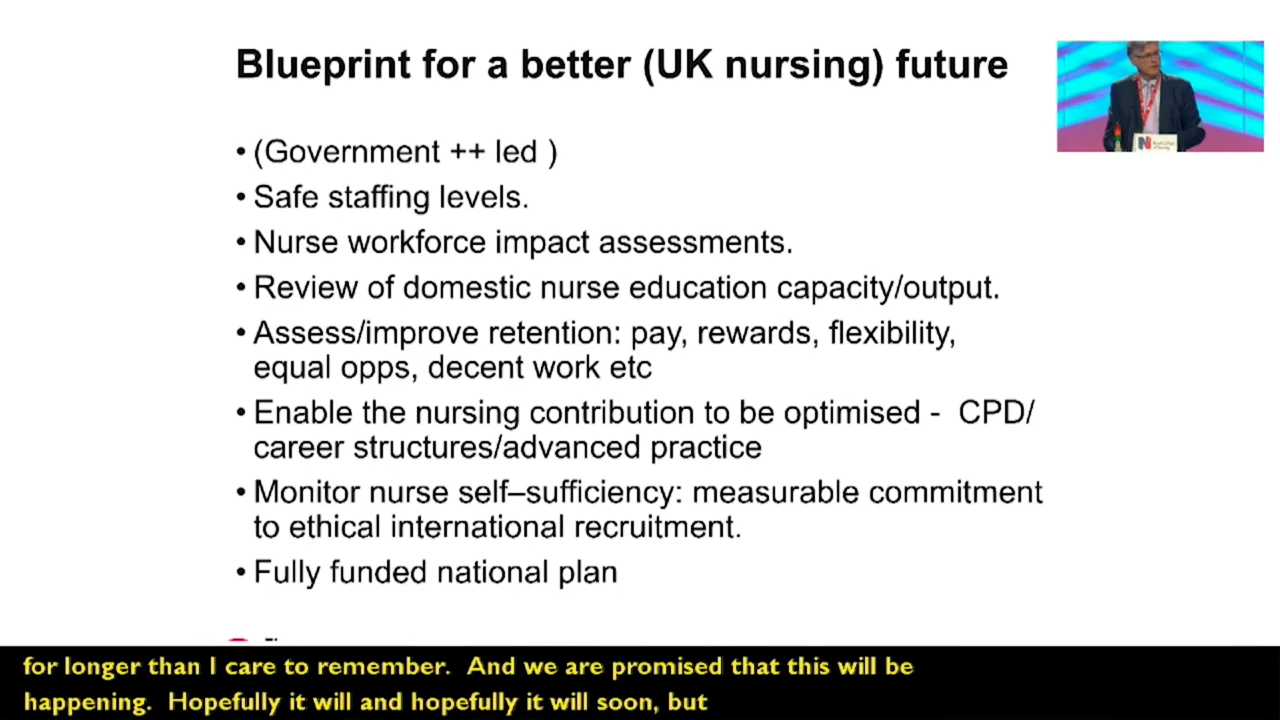 Blueprint for a better (UK nursing) future
• (Government ++ led )
• Safe staffing levels.
• Nurse workforce impact assessments.
• Review of domestic nurse education capacity/output.
• Assess/improve retention: pay, rewards, flexibility,
equal opps, decent work etc
• Enable the nursing contribution to be optimised - CPD/
career structures/advanced practice
• Monitor nurse self–sufficiency: measurable commitment
to ethical international recruitment.
• Fully funded national plan
for longer than I care to remember. And we are promised that this will be
happening. Hopefully it will and hopefully it will soon, but